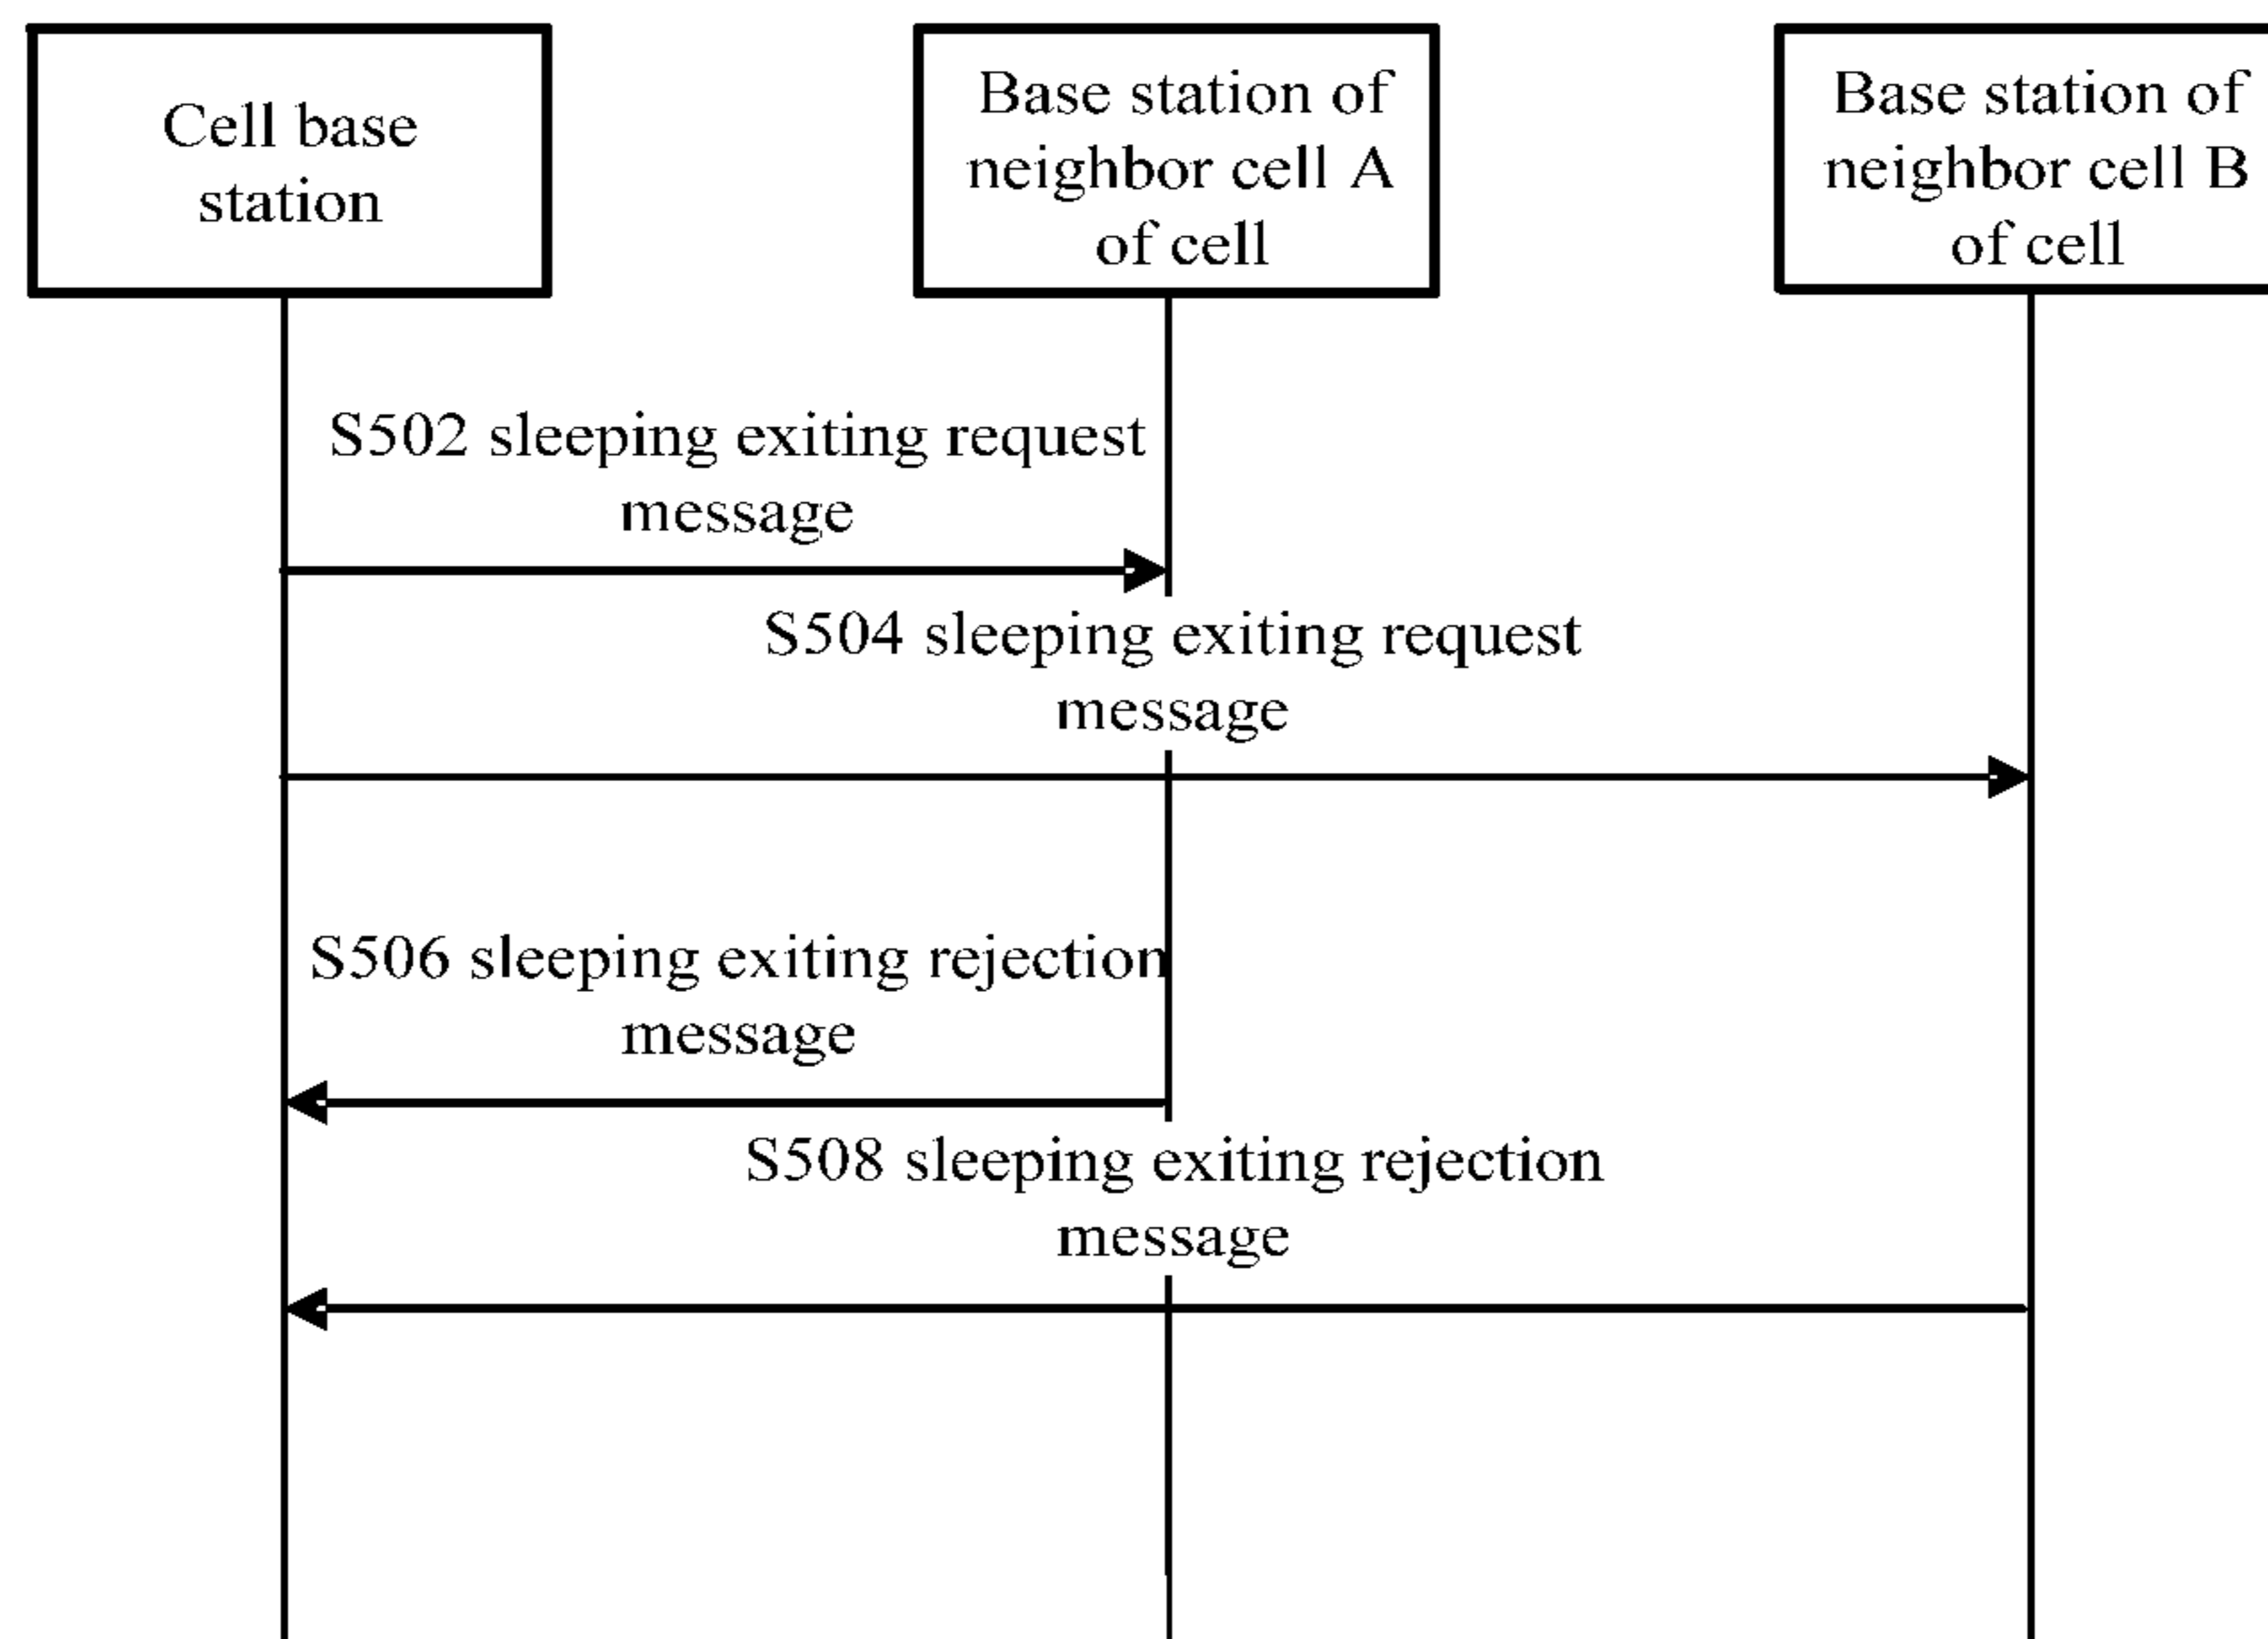 Cell base
station
Base station of
neighbor cell A
of cell
Base station of
neighbor cell B
of cell
S502 sleeping exiting request
message
S504 sleeping exiting request
message
S506 sleeping exiting rejection
message
S508 sleeping exiting rejection
message